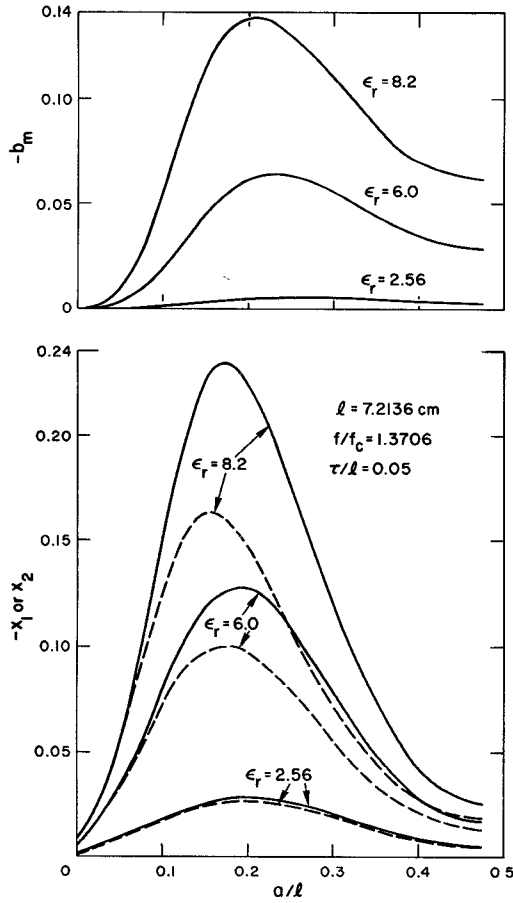 0.14
0.10
0.05
0
-b_m
ϵ_r = 8.2
ϵ_r = 6.0
ϵ_r = 2.56
0.24
0.20
0.15
0.10
0.05
-x_1 or x_2
ℓ = 7.2136 cm
f/f_c = 1.3706
τ/ℓ = 0.05
ϵ_r = 8.2
ϵ_r = 6.0
ϵ_r = 2.56
0 0.1 0.2 0.3 0.4 0.5
a/ℓ